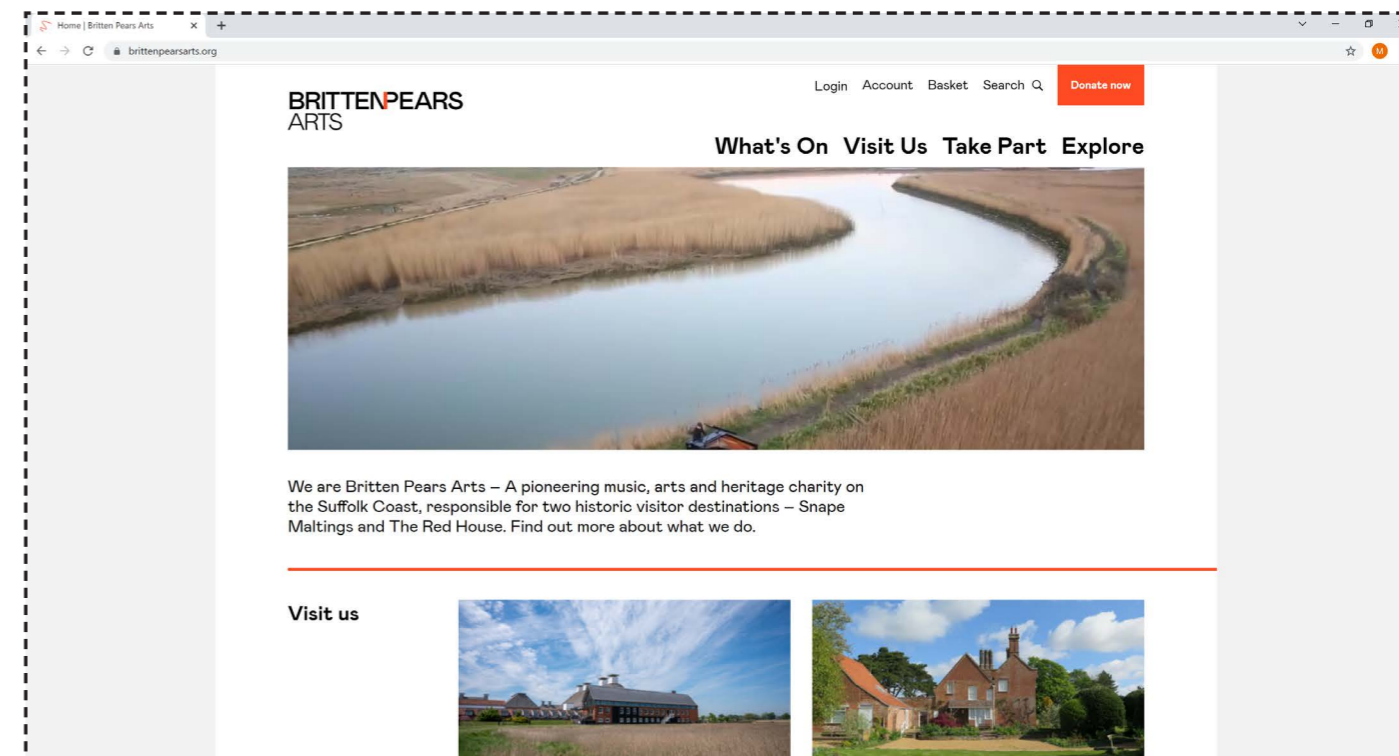 Home | Britten Pears Arts
brittenpearsarts.org
M
Login Account Basket Search Donate now
BRITTENPEARS
ARTS
What's On Visit Us Take Part Explore
We are Britten Pears Arts – A pioneering music, arts and heritage charity on
the Suffolk Coast, responsible for two historic visitor destinations – Snape
Maltings and The Red House. Find out more about what we do.
Visit us